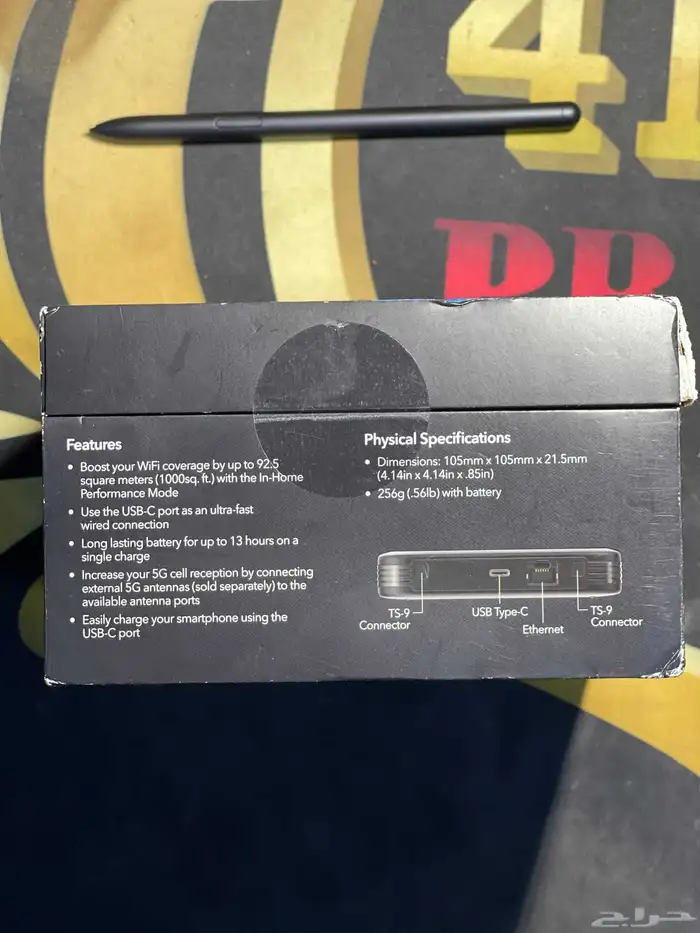 41
PR
Features
• Boost your WiFi coverage by up to 92.5
square meters (1000sq. ft.) with the In-Home
Performance Mode
• Use the USB-C port as an ultra-fast
wired connection
• Long lasting battery for up to 13 hours on a
single charge
• Increase your 5G cell reception by connecting
external 5G antennas (sold separately) to the
available antenna ports
• Easily charge your smartphone using the
USB-C port
Physical Specifications
• Dimensions: 105mm x 105mm x 21.5mm
(4.14in x 4.14in x .85in)
• 256g (.56lb) with battery
TS-9
Connector
USB Type-C
Ethernet
TS-9
Connector
حراج